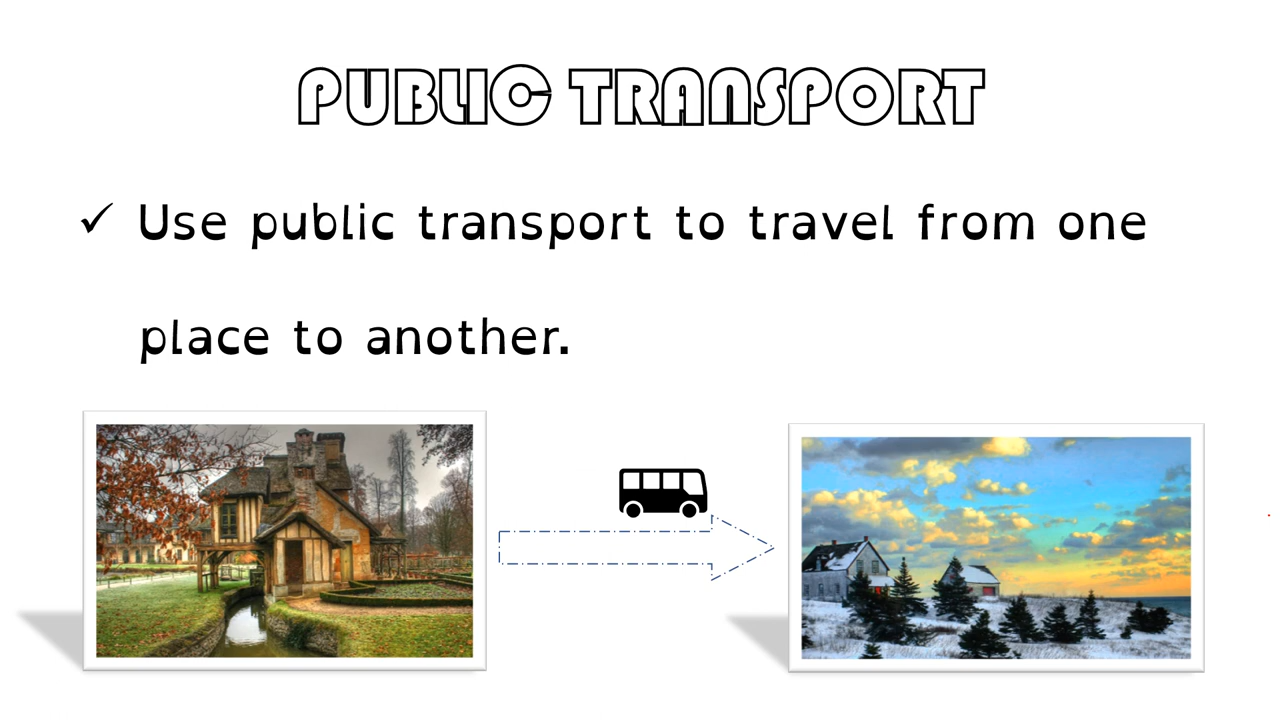 PUBLIC TRANSPORT
✓ Use public transport to travel from one
place to another.